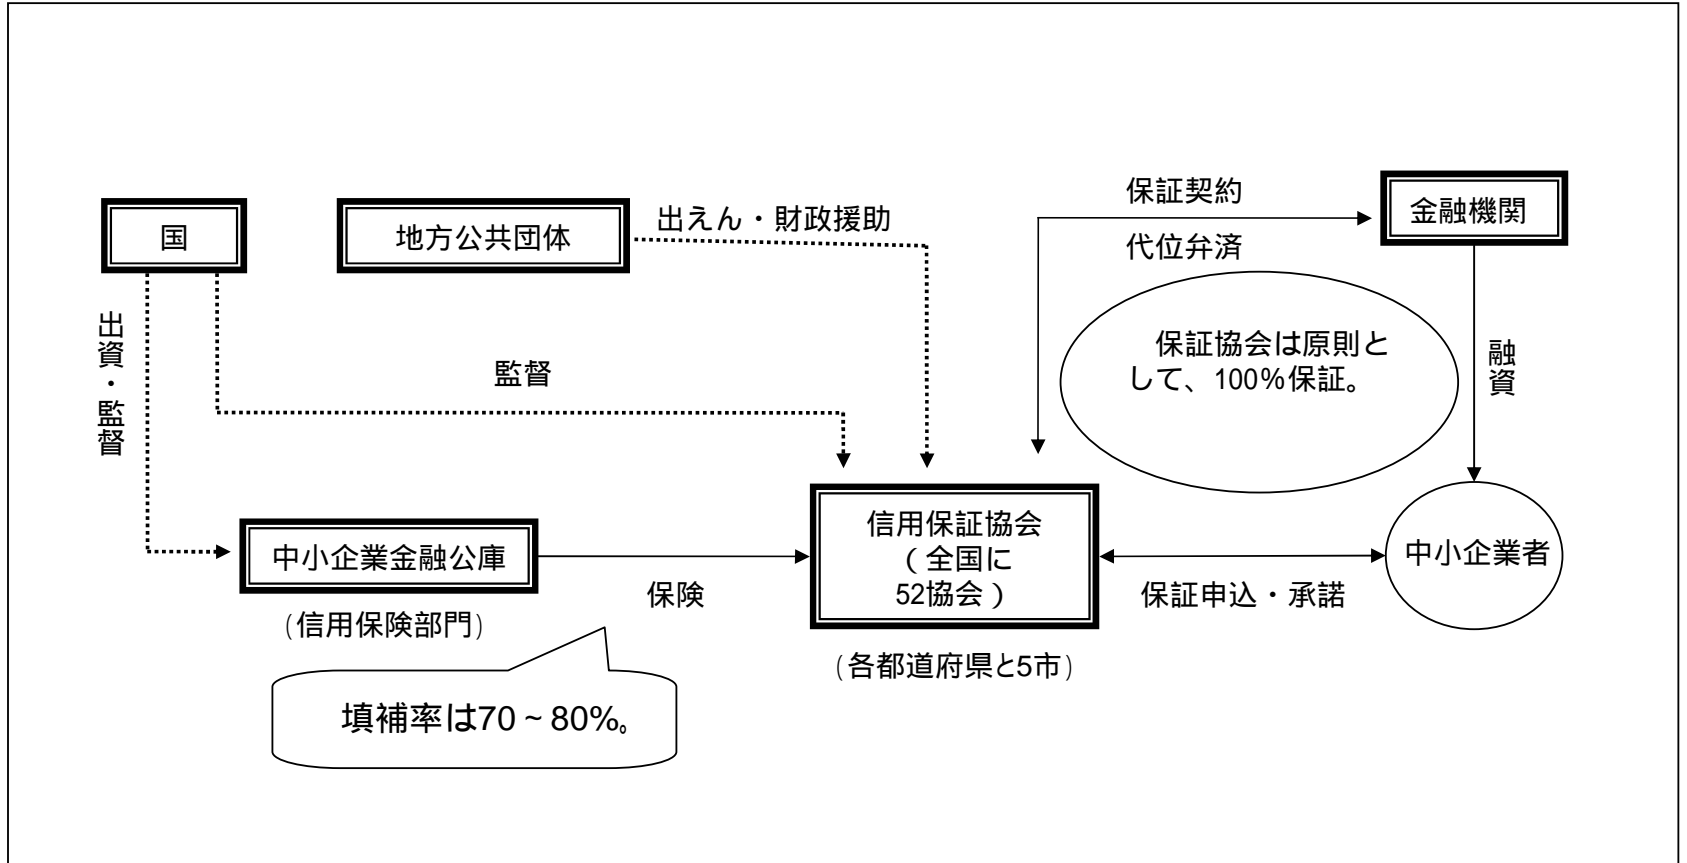 国
地方公共団体
出えん・財政援助
保証契約
代位弁済
金融機関
出資・監督
監督
保証協会は原則と
して、100%保証。
融資
中小企業金融公庫
(信用保険部門)
保険
信用保証協会
(全国に
52協会)
(各都道府県と5市)
保証申込・承諾
中小企業者
填補率は70~80%。